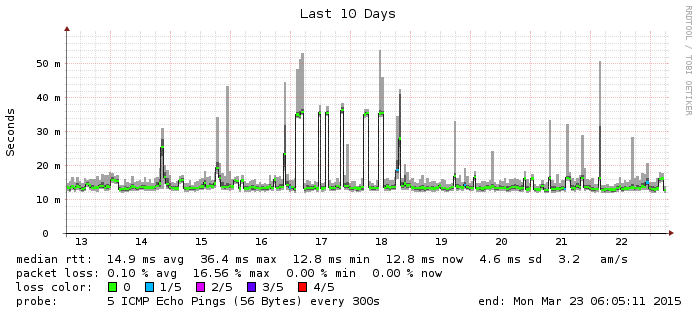 Last 10 Days
RRDTOOL / TOBI OETIKER
Seconds
50 m
40 m
30 m
20 m
10 m
0
13 14 15 16 17 18 19 20 21 22
median rtt: 14.9 ms avg 36.4 ms max 12.8 ms min 12.8 ms now 4.6 ms sd 3.2 am/s
packet loss: 0.10 % avg 16.56 % max 0.00 % min 0.00 % now
loss color: 0 1/5 2/5 3/5 4/5
probe: 5 ICMP Echo Pings (56 Bytes) every 300s end: Mon Mar 23 06:05:11 2015